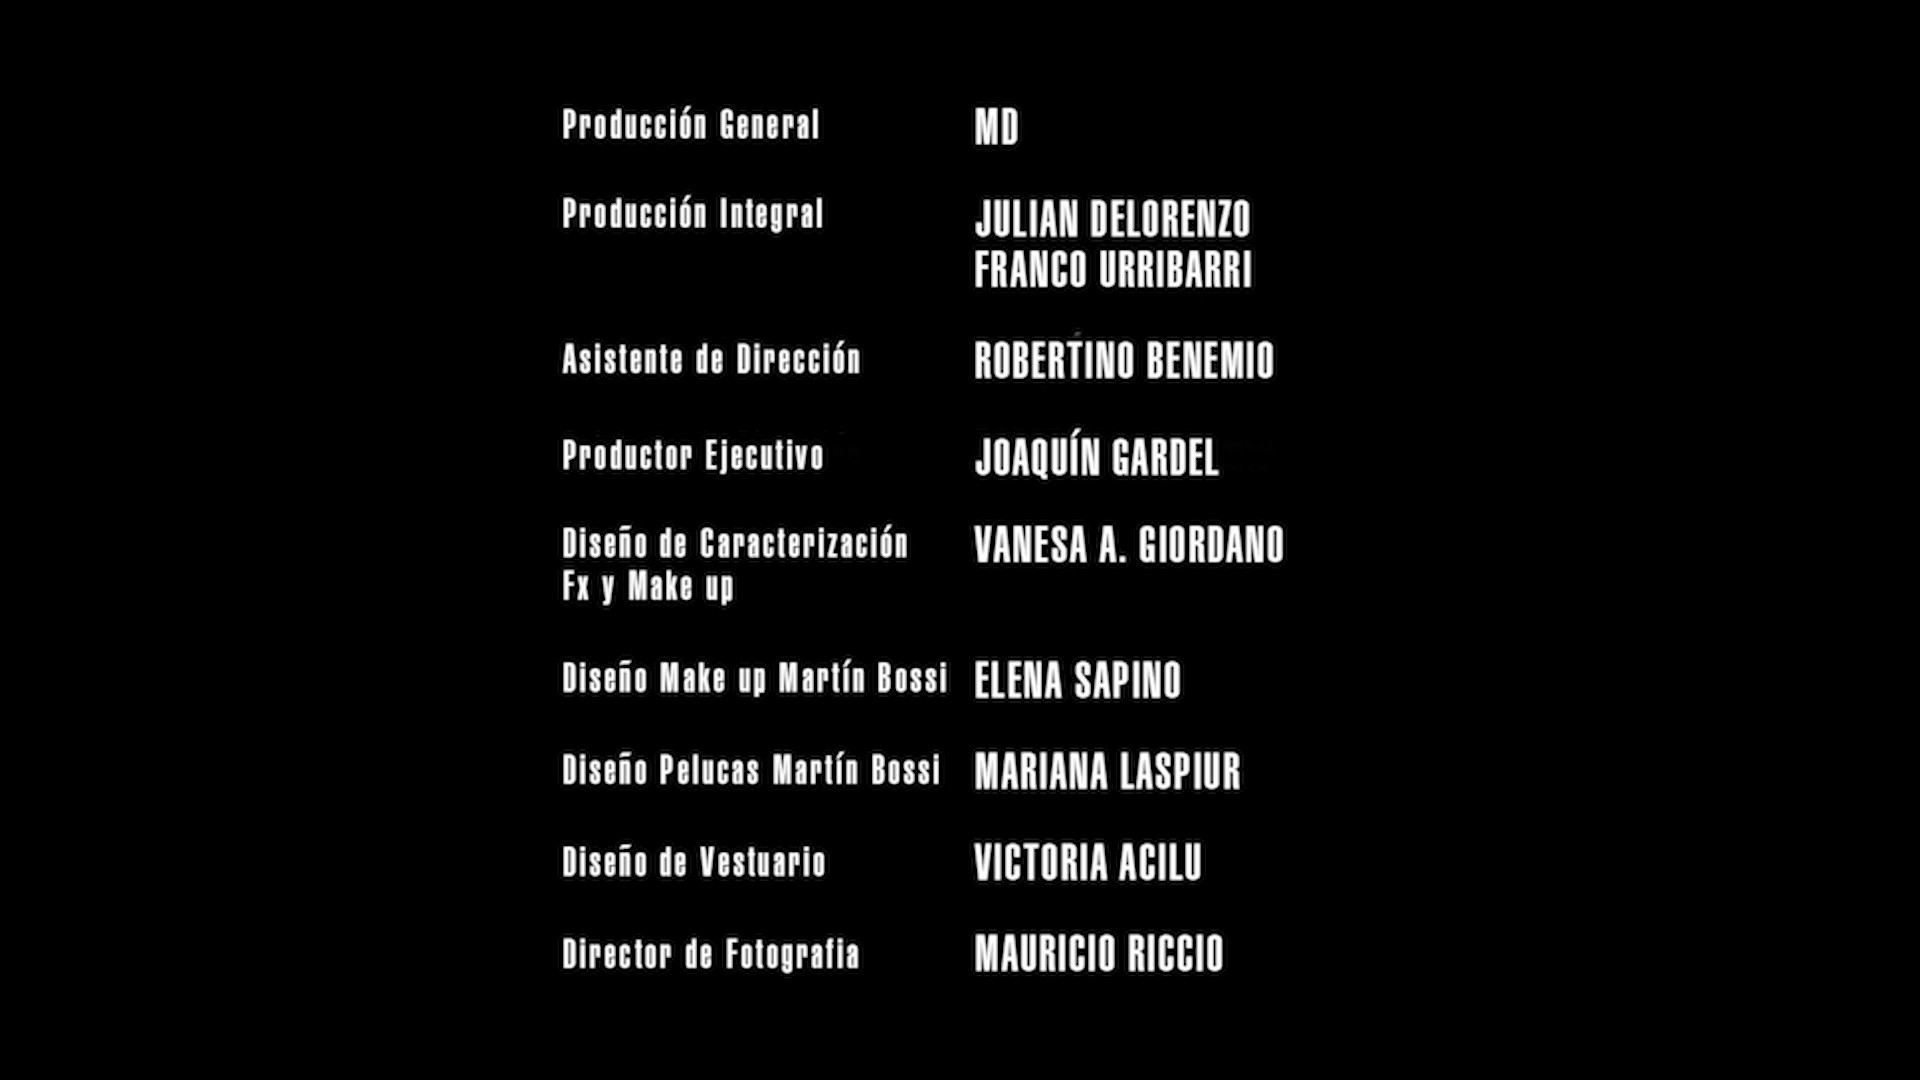 Producción General MD
Producción Integral JULIAN DELORENZO
FRANCO URRIBARRI
Asistente de Dirección ROBERTINO BENEMIO
Productor Ejecutivo JOAQUÍN GARDEL
Diseño de Caracterización VANESA A. GIORDANO
Fx y Make up
Diseño Make up Martín Bossi ELENA SAPINO
Diseño Pelucas Martín Bossi MARIANA LASPIUR
Diseño de Vestuario VICTORIA ACILU
Director de Fotografia MAURICIO RICCIO